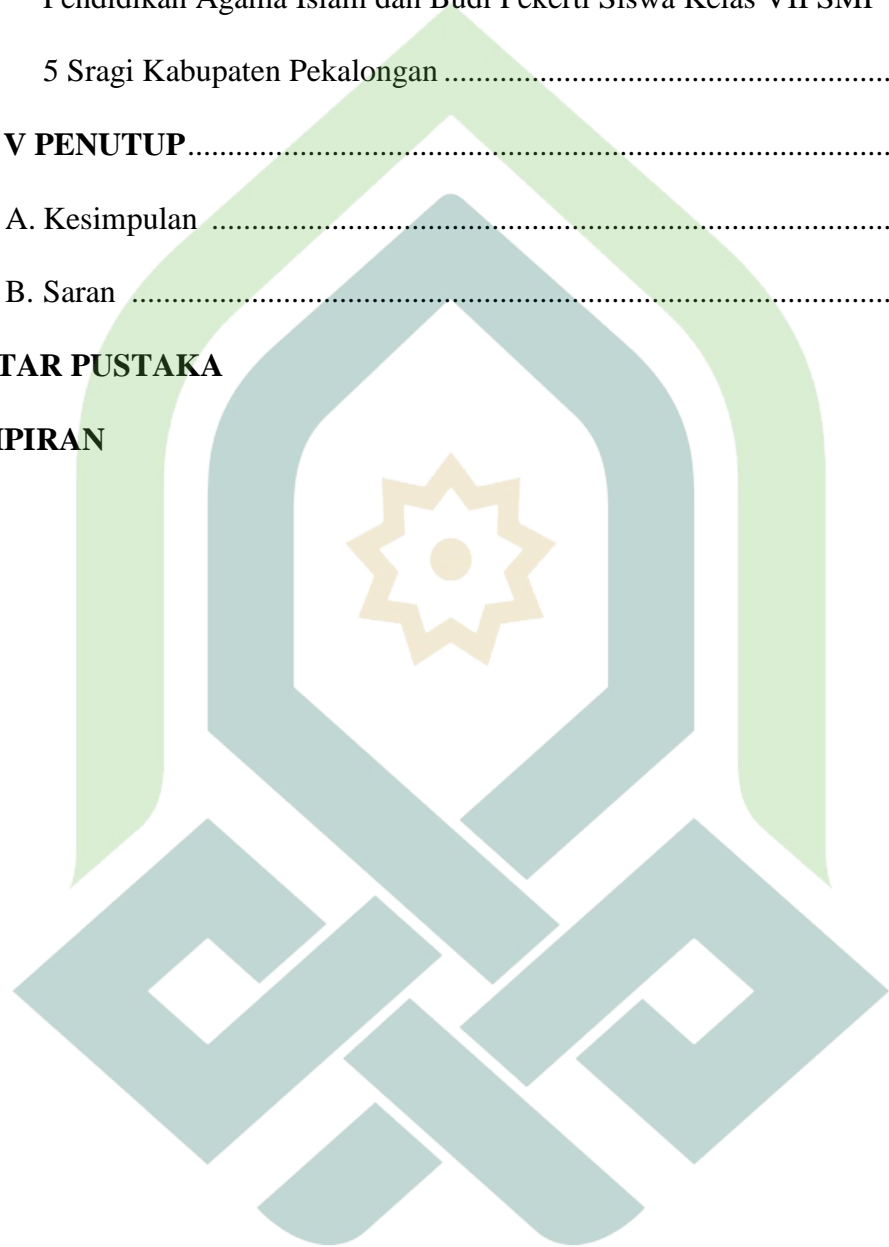 Pendidikan Agama Islam dan Budi Pekerti Siswa Kelas VII SMP
5 Sragi Kabupaten Pekalongan ........................................................
V PENUTUP.......................................................................................
A. Kesimpulan ....................................................................................
B. Saran ..............................................................................................
TAR PUSTAKA
IPIRAN